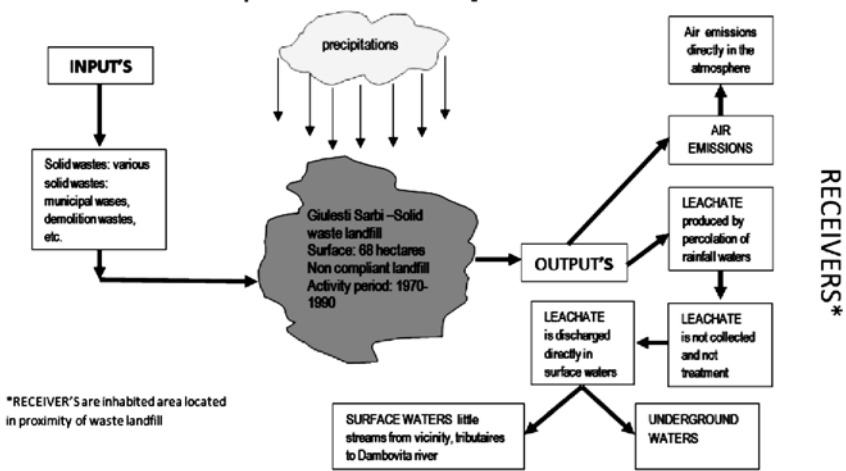 INPUT'S
Solid wastes: various
solid wastes:
municipal wases,
demolition wastes,
etc.
precipitations
Giulesti Sarbi –Solid
waste landfill
Surface: 68 hectares
Non compliant landfill
Activity period: 1970-
1990
OUTPUT'S
Air emissions
directly in the
atmosphere
AIR
EMISSIONS
LEACHATE
produced by
percolation of
rainfall waters
LEACHATE
is not collected
and not
treatment
LEACHATE
is discharged
directly in
surface waters
SURFACE WATERS little
streams from vicinity, tributaires
to Dambovita river
UNDERGROUND
WATERS
RECEIVERS*
*RECEIVER'S are inhabited area located
in proximity of waste landfill